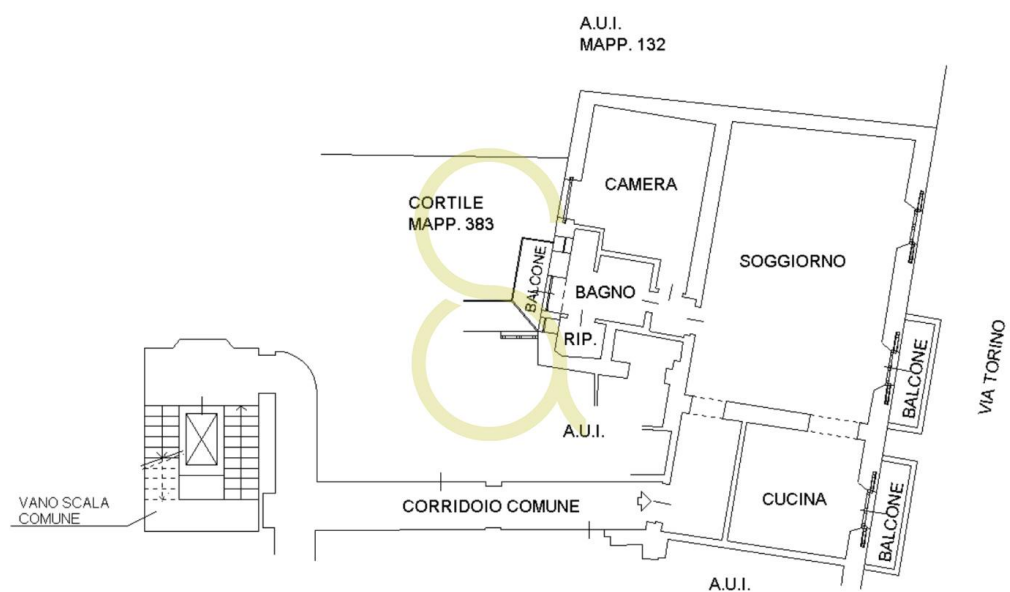 A.U.I.
MAPP. 132
CAMERA
CORTILE
MAPP. 383
SOGGIORNO
BALCONE
BAGNO
RIP.
VIA TORINO
BALCONE
A.U.I.
CUCINA
VANO SCALA
COMUNE
CORRIDOIO COMUNE
BALCONE
A.U.I.